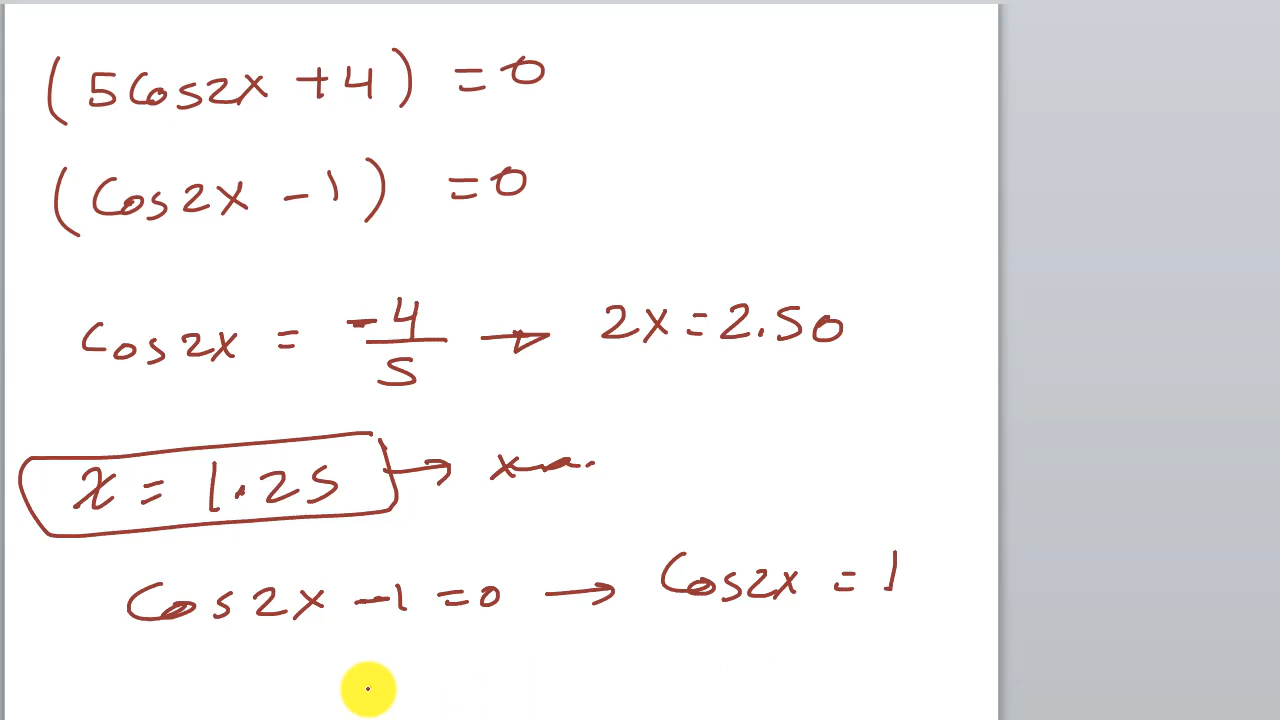 (5cos2x + 4) = 0
(cos2x - 1) = 0
cos2x = -4/5 → 2x = 2.50
x = 1.25 → x
cos2x - 1 = 0 → cos2x = 1